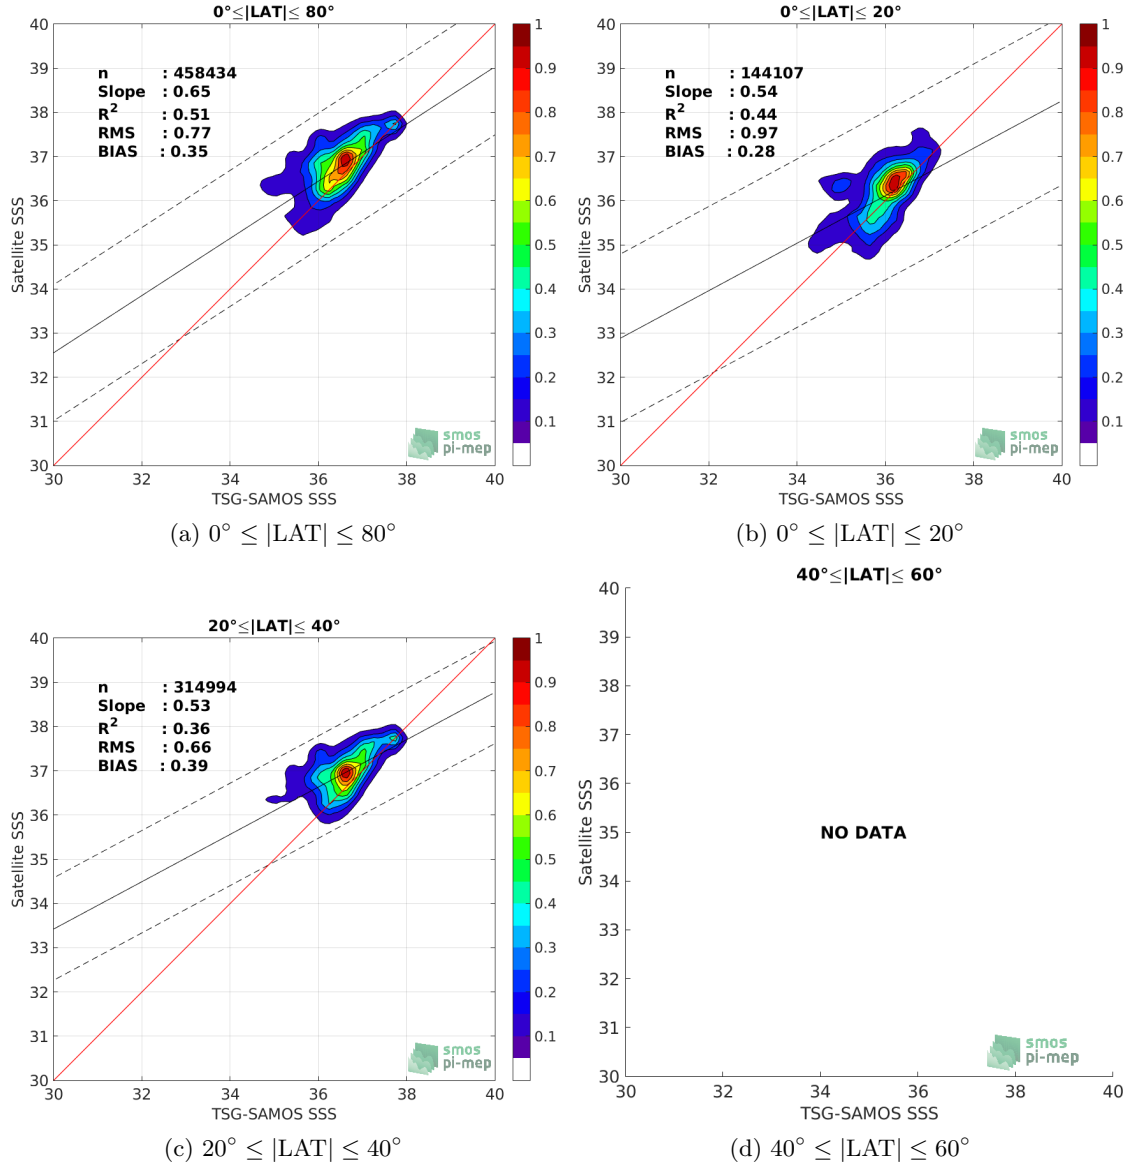 0°≤|LAT|≤ 80°
40
39
38
37
36
35
34
33
32
31
30
Satellite SSS
n : 458434
Slope : 0.65
R2 : 0.51
RMS : 0.77
BIAS : 0.35
smos
pi-mep
30 32 34 36 38 40
TSG-SAMOS SSS
1
0.9
0.8
0.7
0.6
0.5
0.4
0.3
0.2
0.1
(a) 0° ≤ |LAT| ≤ 80°
0°≤|LAT|≤ 20°
40
39
38
37
36
35
34
33
32
31
30
Satellite SSS
n : 144107
Slope : 0.54
R2 : 0.44
RMS : 0.97
BIAS : 0.28
smos
pi-mep
30 32 34 36 38 40
TSG-SAMOS SSS
1
0.9
0.8
0.7
0.6
0.5
0.4
0.3
0.2
0.1
(b) 0° ≤ |LAT| ≤ 20°
20°≤|LAT|≤ 40°
40
39
38
37
36
35
34
33
32
31
30
Satellite SSS
n : 314994
Slope : 0.53
R2 : 0.36
RMS : 0.66
BIAS : 0.39
smos
pi-mep
30 32 34 36 38 40
TSG-SAMOS SSS
1
0.9
0.8
0.7
0.6
0.5
0.4
0.3
0.2
0.1
(c) 20° ≤ |LAT| ≤ 40°
40°≤|LAT|≤ 60°
40
39
38
37
36
35
34
33
32
31
30
Satellite SSS
NO DATA
smos
pi-mep
30 32 34 36 38 40
TSG-SAMOS SSS
(d) 40° ≤ |LAT| ≤ 60°